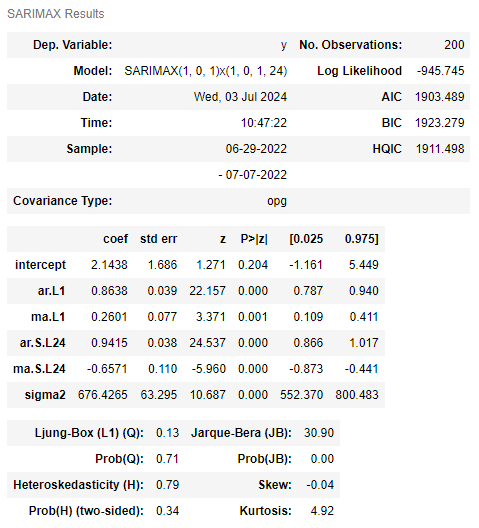 SARIMAX Results
Dep. Variable: y No. Observations: 200
Model: SARIMAX(1, 0, 1)x(1, 0, 1, 24) Log Likelihood -945.745
Date: Wed, 03 Jul 2024 AIC 1903.489
Time: 10:47:22 BIC 1923.279
Sample: 06-29-2022 HQIC 1911.498
- 07-07-2022
Covariance Type: opg
coef std err z P>|z| [0.025 0.975]
intercept 2.1438 1.686 1.271 0.204 -1.161 5.449
ar.L1 0.8638 0.039 22.157 0.000 0.787 0.940
ma.L1 0.2601 0.077 3.371 0.001 0.109 0.411
ar.S.L24 0.9415 0.038 24.537 0.000 0.866 1.017
ma.S.L24 -0.6571 0.110 -5.960 0.000 -0.873 -0.441
sigma2 676.4265 63.295 10.687 0.000 552.370 800.483
Ljung-Box (L1) (Q): 0.13 Jarque-Bera (JB): 30.90
Prob(Q): 0.71 Prob(JB): 0.00
Heteroskedasticity (H): 0.79 Skew: -0.04
Prob(H) (two-sided): 0.34 Kurtosis: 4.92